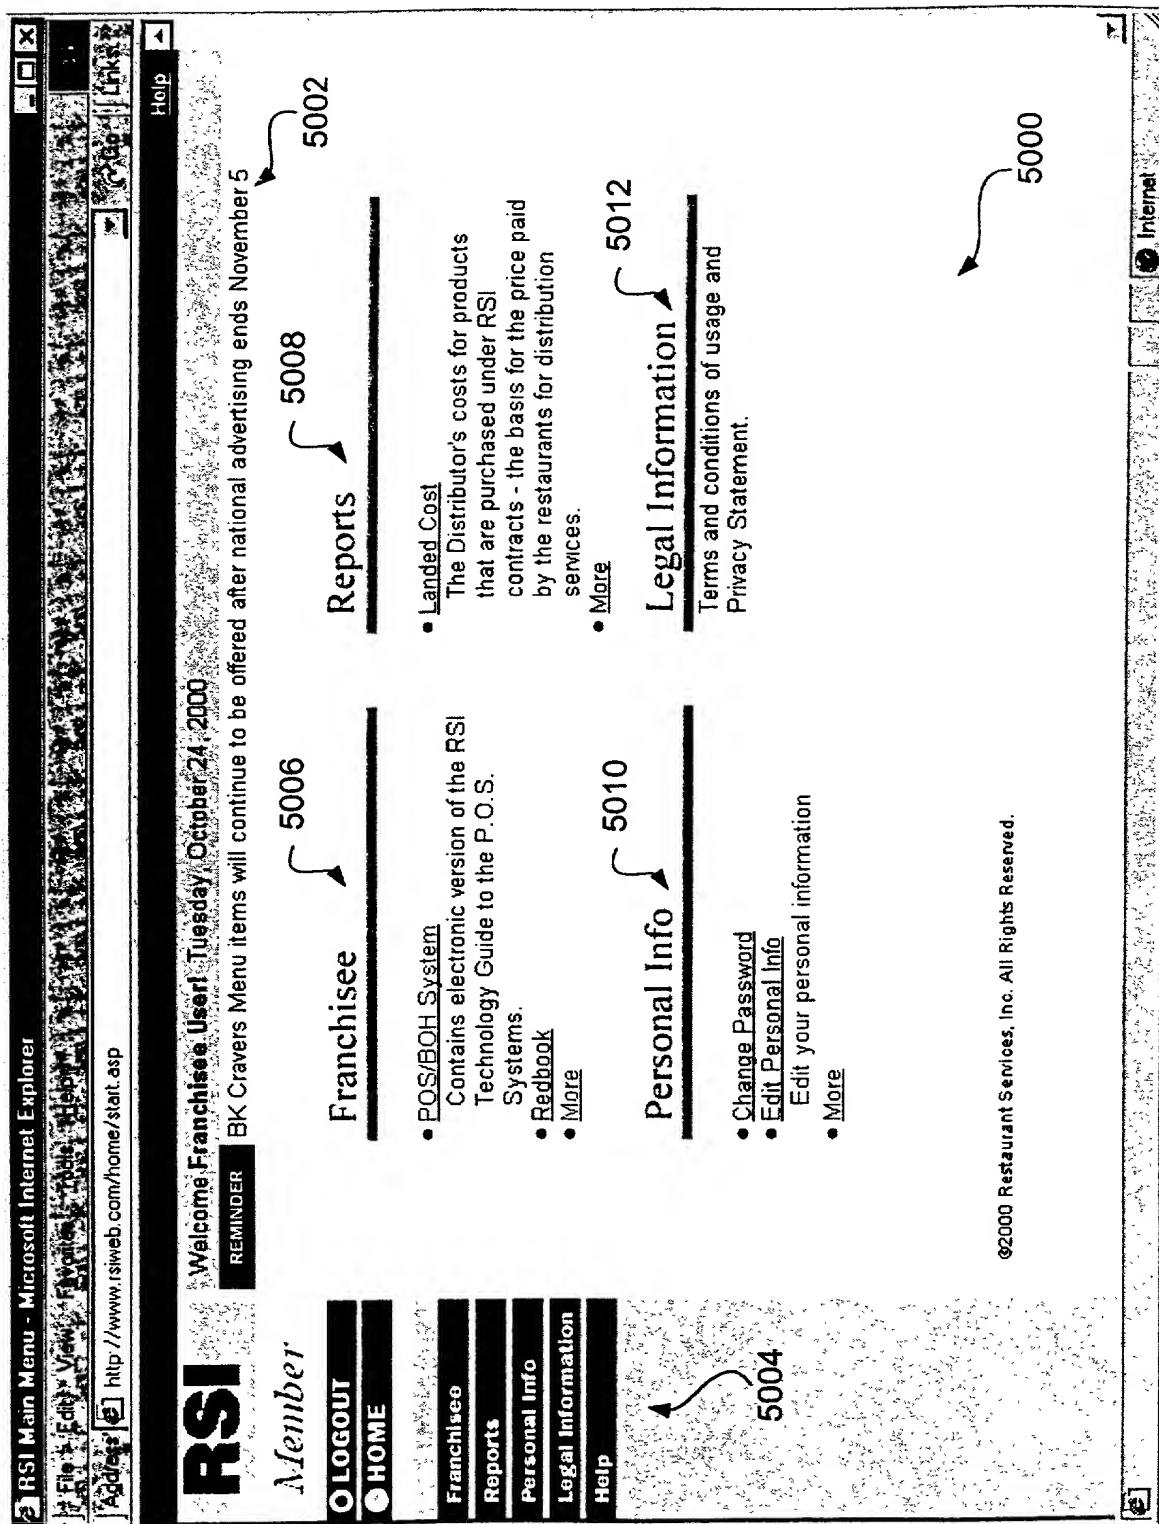 RSI Main Menu - Microsoft Internet Explorer
File Edit View Favorites Tools Help
Address http://www.rsiweb.com/home/start.asp Go Links »
Help
RSI
Welcome Franchisee User! Tuesday, October 24, 2000
REMINDER BK Cravers Menu items will continue to be offered after national advertising ends November 5
5002
Member
LOGOUT
HOME
Franchisee
Reports
Personal Info
Legal Information
Help
5004
5006
Franchisee
• POS/BOH System
Contains electronic version of the RSI
Technology Guide to the P.O.S.
Systems.
• Redbook
• More
5008
Reports
• Landed Cost
The Distributor's costs for products
that are purchased under RSI
contracts - the basis for the price paid
by the restaurants for distribution
services.
• More
5010
Personal Info
• Change Password
• Edit Personal Info
Edit your personal information
• More
5012
Legal Information
Terms and conditions of usage and
Privacy Statement.
5000
©2000 Restaurant Services, Inc. All Rights Reserved.
Internet